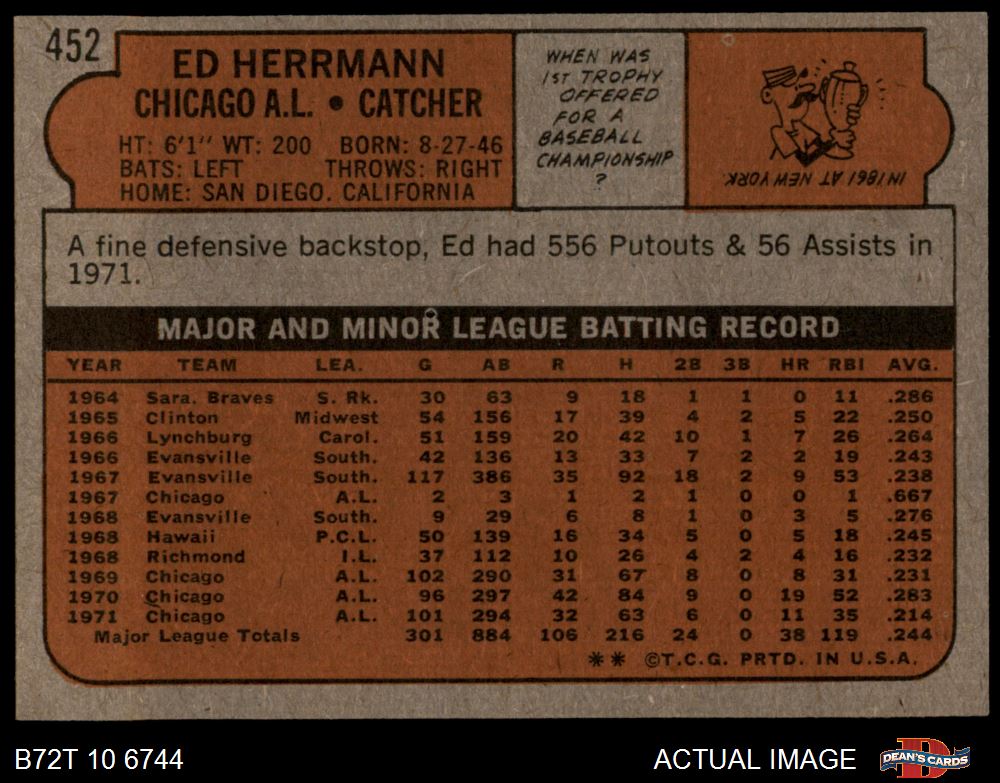 452
ED HERRMANN
CHICAGO A.L. • CATCHER
HT: 6'1" WT: 200 BORN: 8-27-46
BATS: LEFT THROWS: RIGHT
HOME: SAN DIEGO, CALIFORNIA
WHEN WAS
1ST TROPHY
OFFERED
FOR A
BASEBALL
CHAMPIONSHIP
?
IN 1861 AT NEW YORK.
A fine defensive backstop, Ed had 556 Putouts & 56 Assists in
1971.
MAJOR AND MINOR LEAGUE BATTING RECORD
YEAR TEAM LEA. G AB R H 2B 3B HR RBI AVG.
1964 Sara. Braves S. Rk. 30 63 9 18 1 1 0 11 .286
1965 Clinton Midwest 54 156 17 39 4 2 5 22 .250
1966 Lynchburg Carol. 51 159 20 42 10 1 7 26 .264
1966 Evansville South. 42 136 13 33 7 2 2 19 .243
1967 Evansville South. 117 386 35 92 18 2 9 53 .238
1967 Chicago A.L. 2 3 1 2 1 0 0 1 .667
1968 Evansville South. 9 29 6 8 1 0 3 5 .276
1968 Hawaii P.C.L. 50 139 16 34 5 0 5 18 .245
1968 Richmond I.L. 37 112 10 26 4 2 4 16 .232
1969 Chicago A.L. 102 290 31 67 8 0 8 31 .231
1970 Chicago A.L. 96 297 42 84 9 0 19 52 .283
1971 Chicago A.L. 101 294 32 63 6 0 11 35 .214
Major League Totals 301 884 106 216 24 0 38 119 .244
** ©T.C.G. PRTD. IN U.S.A.
B72T 10 6744
ACTUAL IMAGE
DEAN'S CARDS